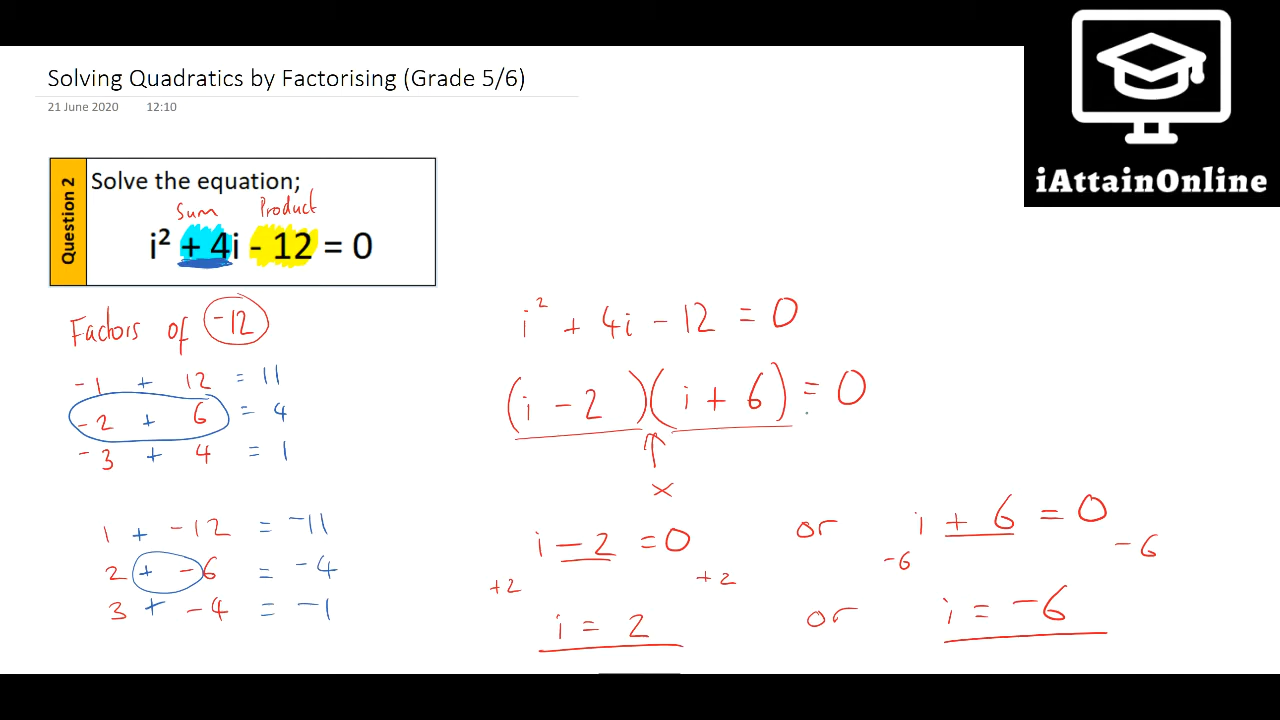 Solving Quadratics by Factorising (Grade 5/6)
21 June 2020 12:10
iAttainOnline
Question 2
Solve the equation;
Sum Product
i² + 4i - 12 = 0
Factors of -12
-1 + 12 = 11
-2 + 6 = 4
-3 + 4 = 1
1 + -12 = -11
2 + -6 = -4
3 + -4 = -1
i² + 4i - 12 = 0
(i - 2)(i + 6) = 0
×
i - 2 = 0 or i + 6 = 0
+2 +2 -6 -6
i = 2 or i = -6